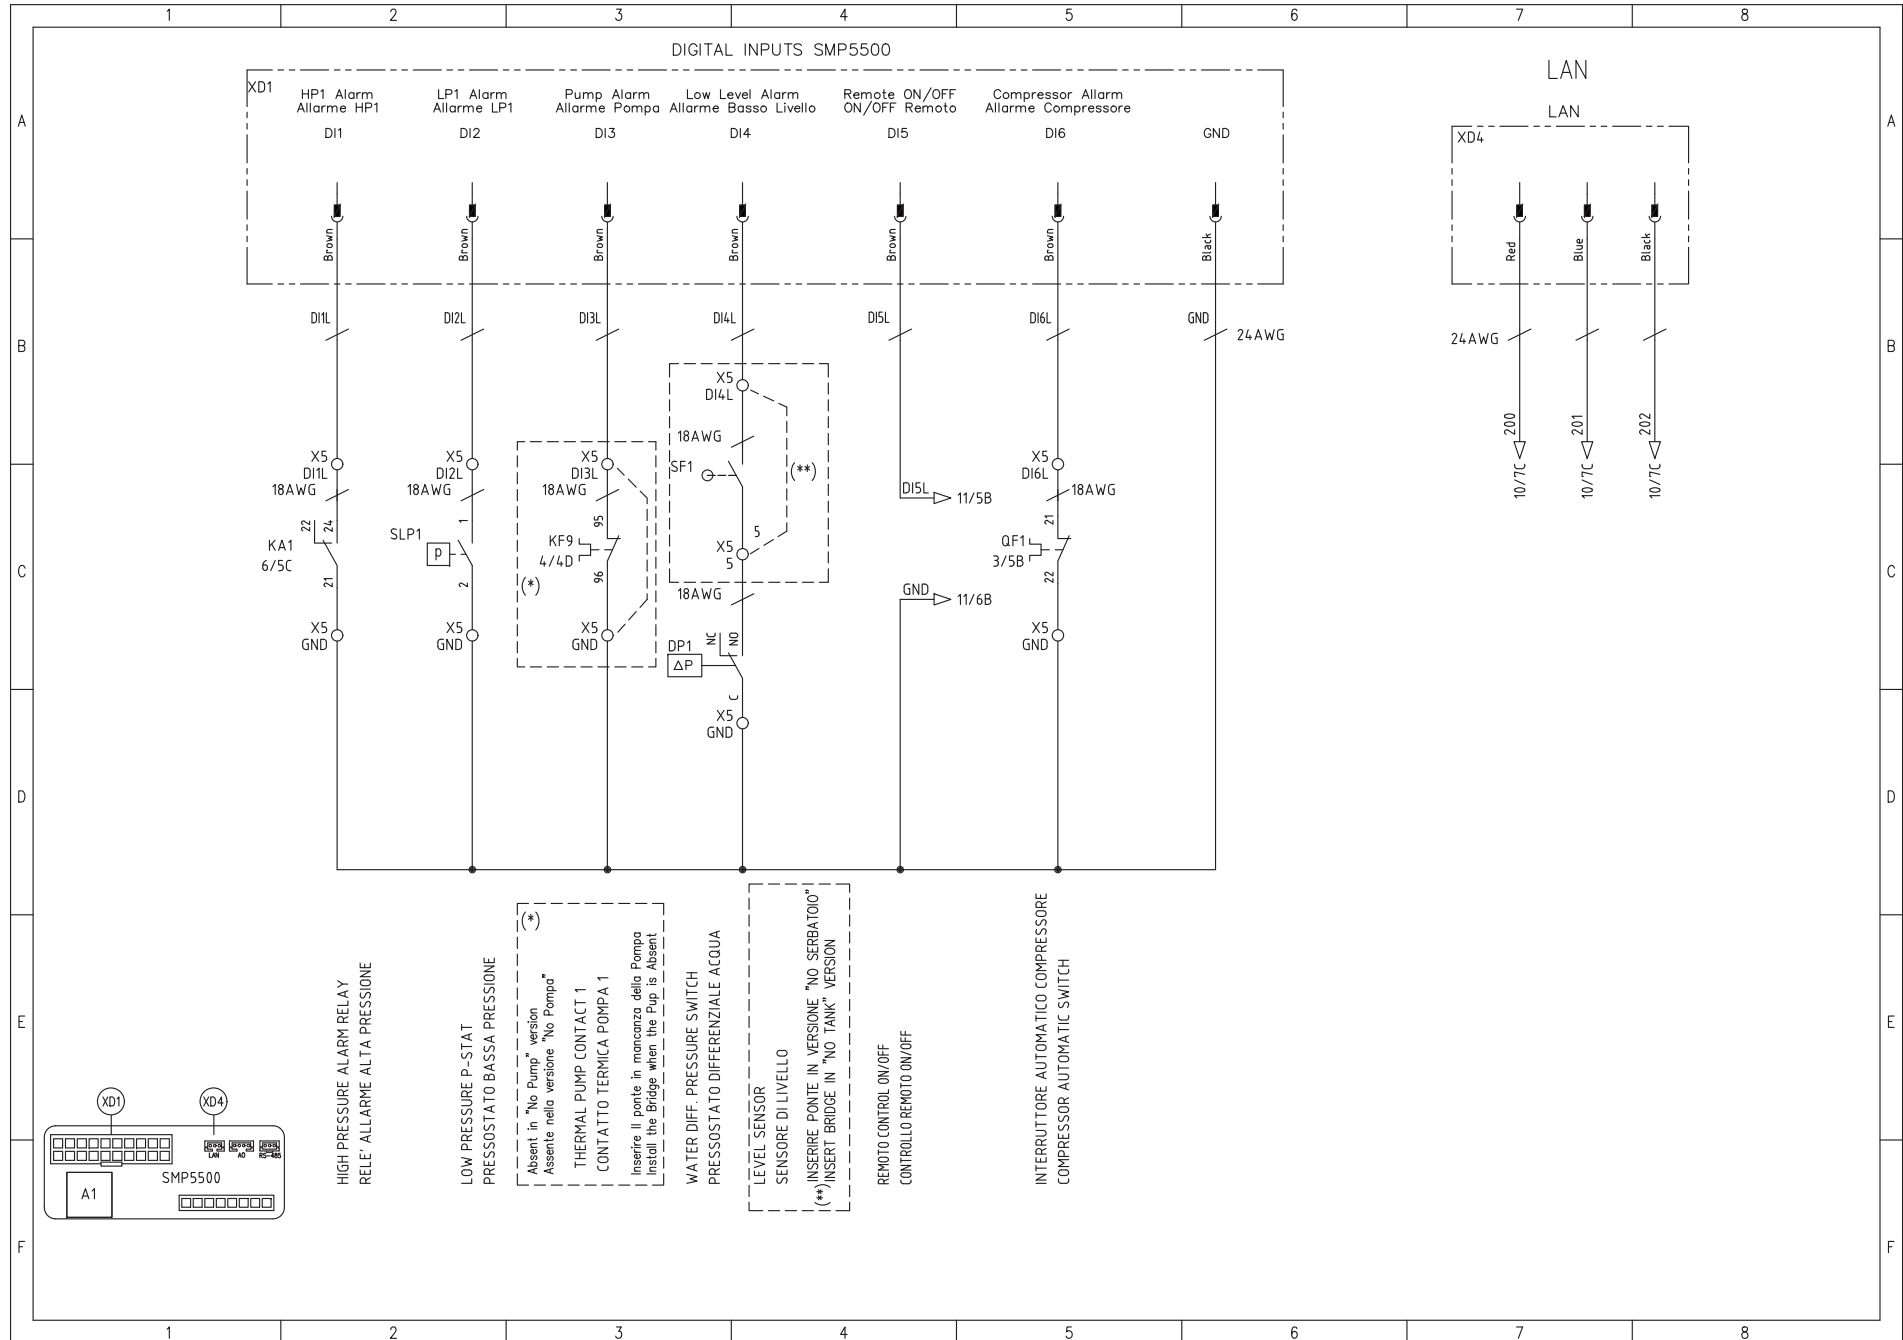 1 2 3 4 5 6 7 8
DIGITAL INPUTS SMP5500
LAN
XD1
HP1 Alarm
Allarme HP1
DI1
LP1 Alarm
Allarme LP1
DI2
Pump Alarm
Allarme Pompa
DI3
Low Level Alarm
Allarme Basso Livello
DI4
Remote ON/OFF
ON/OFF Remoto
DI5
Compressor Allarm
Allarme Compressore
DI6
GND
LAN
XD4
A
A
Brown
Brown
Brown
Brown
Brown
Brown
Black
Red
Blue
Black
DI1L
DI2L
DI3L
DI4L
DI5L
DI6L
GND
24AWG
24AWG
B
B
X5
DI4L
18AWG
SF1
(**)
5
X5
5
18AWG
200
201
202
10/7C
10/7C
10/7C
X5
DI1L
18AWG
22
24
KA1
6/5C
21
X5
GND
X5
DI2L
18AWG
1
SLP1
P
2
X5
GND
X5
DI3L
18AWG
95
KF9
4/4D
96
(*)
X5
GND
DP1
ΔP
NC
NO
C
X5
GND
DI5L
11/5B
GND
11/6B
X5
DI6L
18AWG
21
QF1
3/5B
22
X5
GND
C
C
D
D
HIGH PRESSURE ALARM RELAY
RELE' ALLARME ALTA PRESSIONE
LOW PRESSURE P-STAT
PRESSOSTATO BASSA PRESSIONE
(*)
Absent in "No Pump" version
Assente nella versione "No Pompa"
THERMAL PUMP CONTACT 1
CONTATTO TERMICA POMPA 1
Inserire Il ponte in mancanza della Pompa
Install the Bridge when the Pup is Absent
WATER DIFF. PRESSURE SWITCH
PRESSOSTATO DIFFERENZIALE ACQUA
LEVEL SENSOR
SENSORE DI LIVELLO
(**)
INSERIRE PONTE IN VERSIONE "NO SERBATOIO"
INSERT BRIDGE IN "NO TANK" VERSION
REMOTO CONTROL ON/OFF
CONTROLLO REMOTO ON/OFF
INTERRUTTORE AUTOMATICO COMPRESSORE
COMPRESSOR AUTOMATIC SWITCH
E
E
XD1
XD4
LAN
AO
RS-485
SMP5500
A1
F
F
1 2 3 4 5 6 7 8